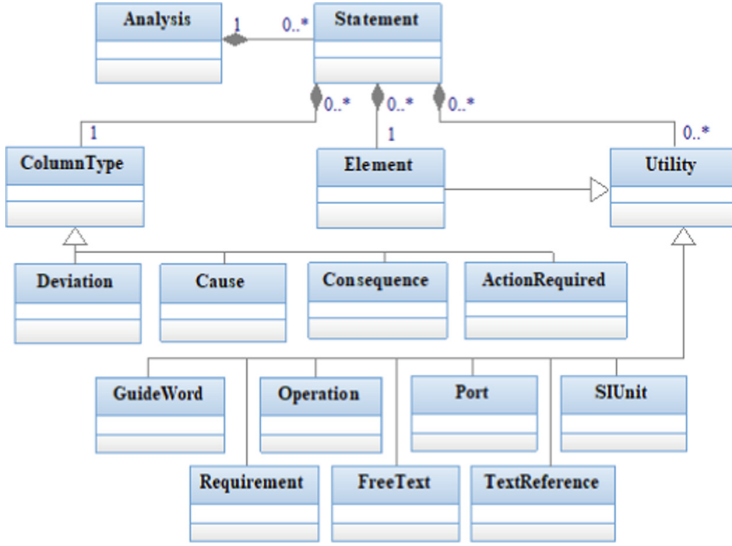 Analysis
1
0..*
Statement
0..*
0..*
0..*
1
1
0..*
ColumnType
Element
Utility
Deviation
Cause
Consequence
ActionRequired
GuideWord
Operation
Port
SIUnit
Requirement
FreeText
TextReference